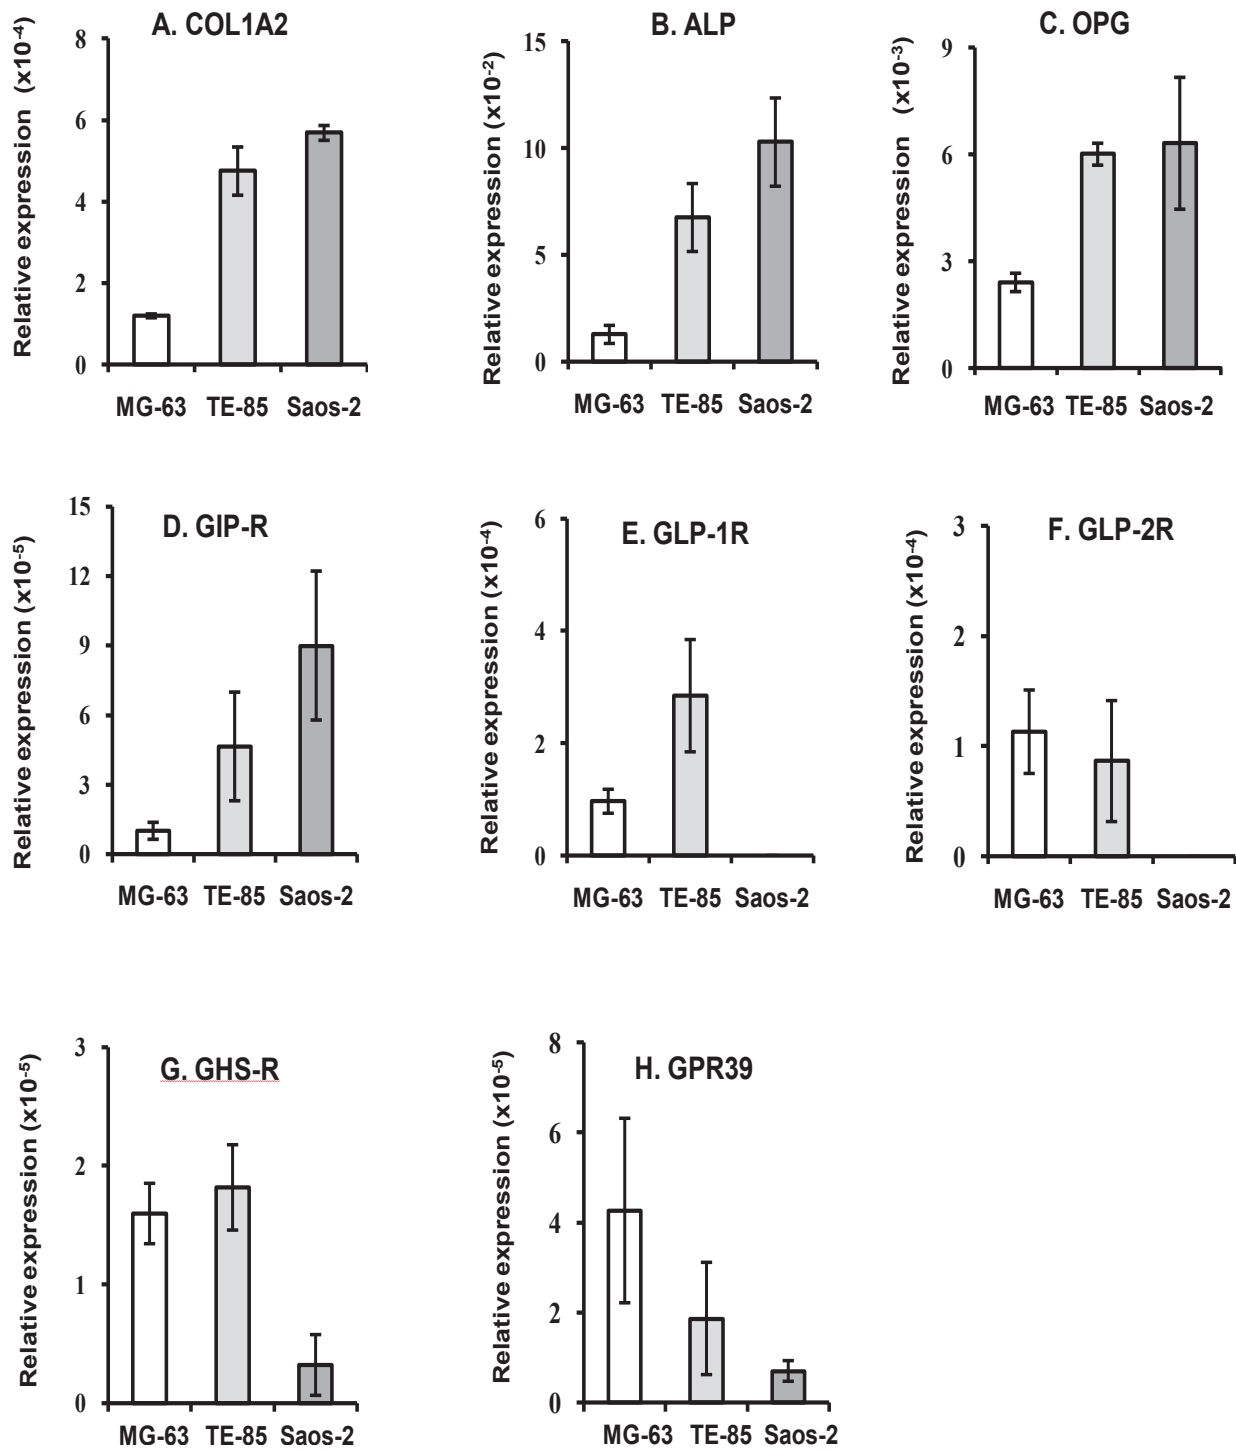 A. COL1A2
Relative expression (x10-4)
8
6
4
2
0
MG-63 TE-85 Saos-2
B. ALP
Relative expression (x10-2)
15
10
5
0
MG-63 TE-85 Saos-2
C. OPG
Relative expression (x10-3)
9
6
3
0
MG-63 TE-85 Saos-2
D. GIP-R
Relative expression (x10-5)
15
12
9
6
3
0
MG-63 TE-85 Saos-2
E. GLP-1R
Relative expression (x10-4)
6
4
2
0
MG-63 TE-85 Saos-2
F. GLP-2R
Relative expression (x10-4)
3
2
1
0
MG-63 TE-85 Saos-2
G. GHS-R
Relative expression (x10-5)
3
2
1
0
MG-63 TE-85 Saos-2
H. GPR39
Relative expression (x10-5)
8
6
4
2
0
MG-63 TE-85 Saos-2